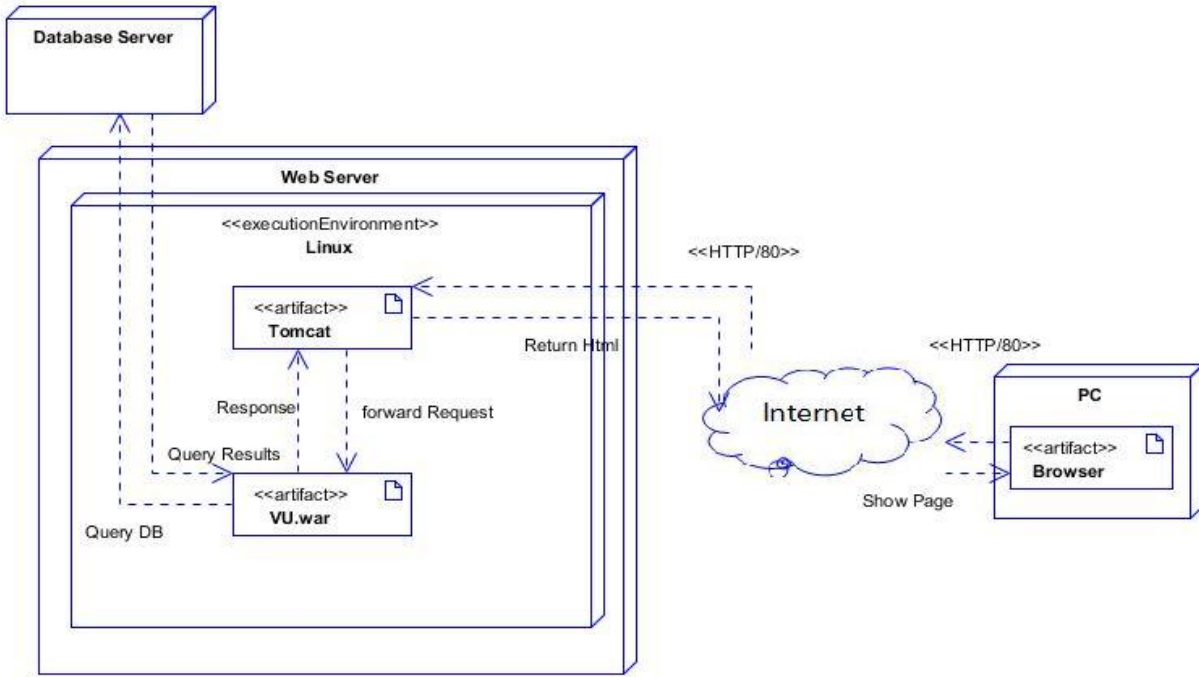 Database Server
Web Server
<<executionEnvironment>>
Linux
<<HTTP/80>>
<<artifact>>
Tomcat
Return Html
<<HTTP/80>>
PC
Response
forward Request
Internet
<<artifact>>
Browser
Query Results
<<artifact>>
VU.war
Show Page
Query DB